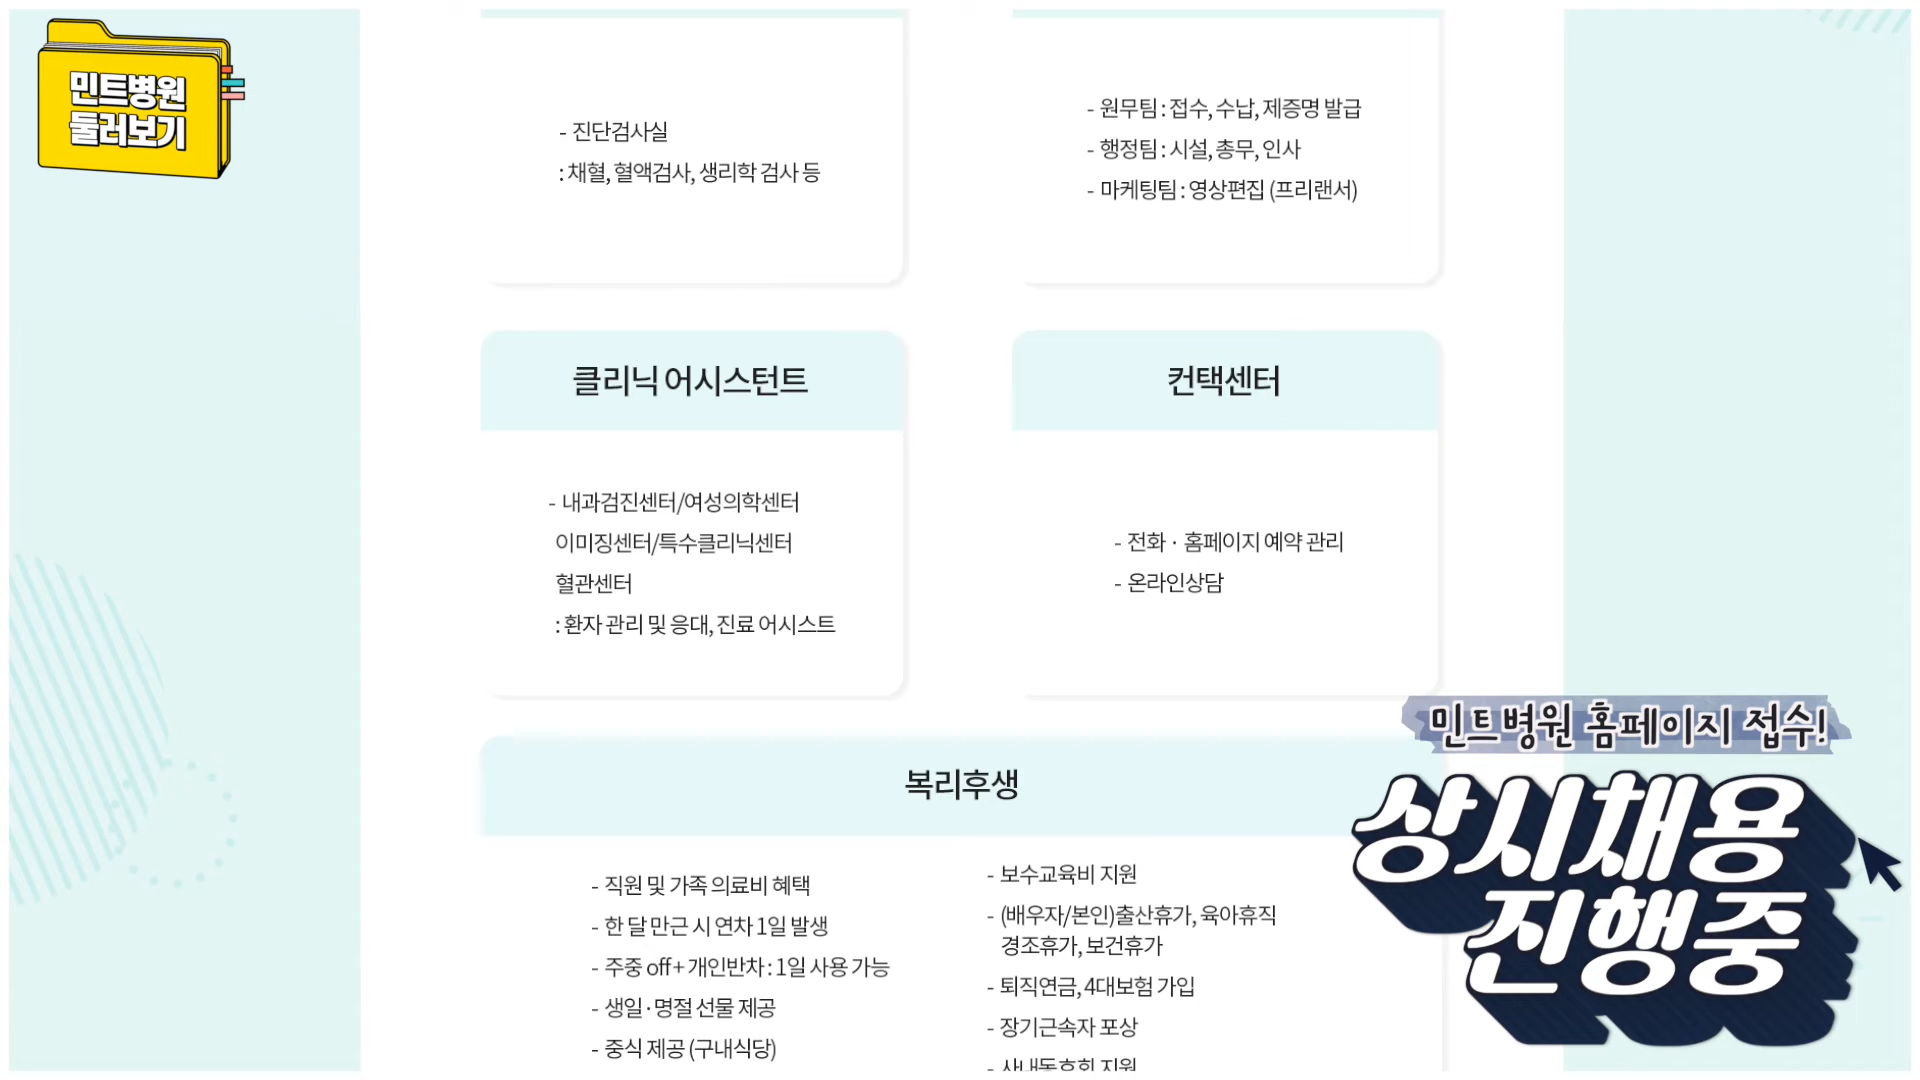 민트병원
둘러보기
- 진단검사실
: 채혈, 혈액검사, 생리학 검사 등
- 원무팀 : 접수, 수납, 제증명 발급
- 행정팀 : 시설, 총무, 인사
- 마케팅팀 : 영상편집 (프리랜서)
클리닉 어시스턴트
- 내과검진센터/여성의학센터
이미징센터/특수클리닉센터
혈관센터
: 환자 관리 및 응대, 진료 어시스트
컨택센터
- 전화 · 홈페이지 예약 관리
- 온라인상담
복리후생
- 직원 및 가족 의료비 혜택
- 한 달 만근 시 연차 1일 발생
- 주중 off + 개인반차 : 1일 사용 가능
- 생일 · 명절 선물 제공
- 중식 제공 (구내식당)
- 보수교육비 지원
- (배우자/본인)출산휴가, 육아휴직
경조휴가, 보건휴가
- 퇴직연금, 4대보험 가입
- 장기근속자 포상
- 사내동호회 지원
민트병원 홈페이지 접수!
상시채용
진행중